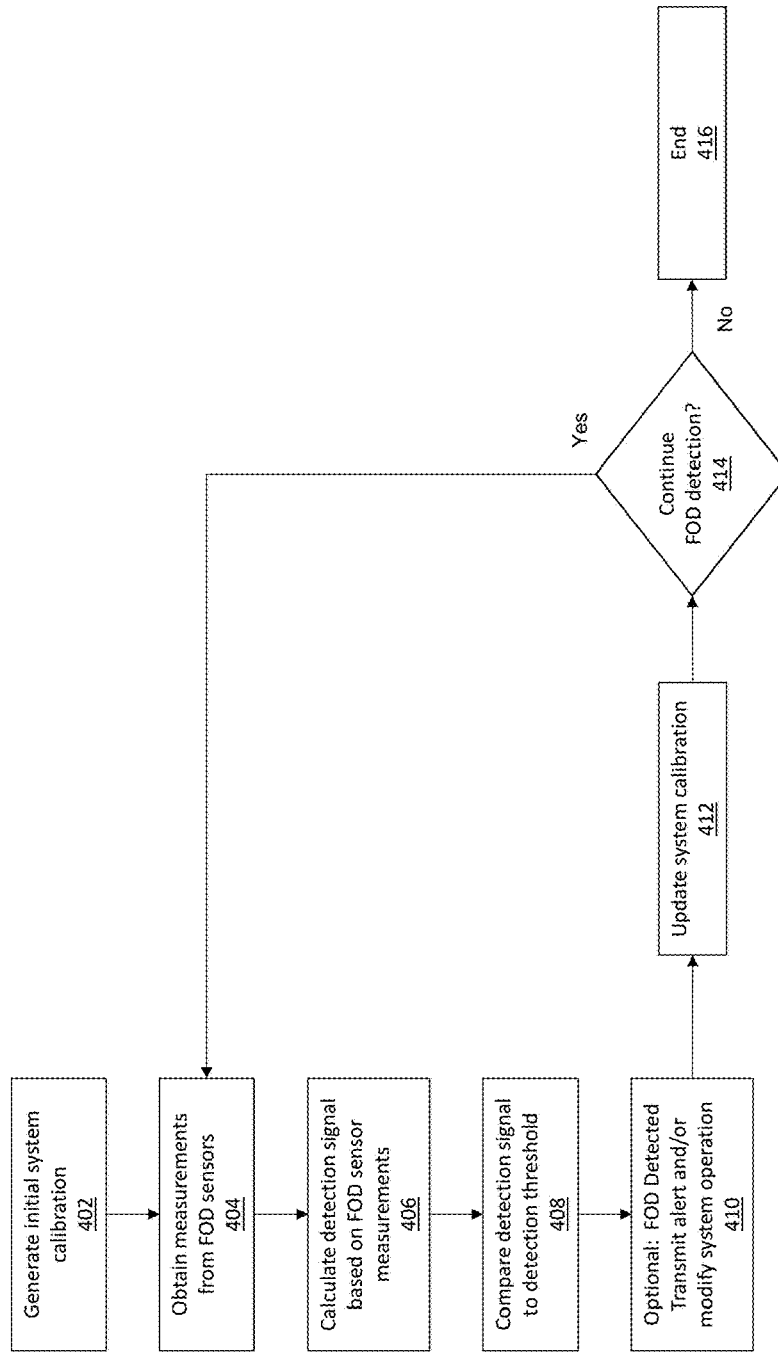 Generate initial system
calibration
402
Obtain measurements
from FOD sensors
404
Calculate detection signal
based on FOD sensor
measurements
406
Compare detection signal
to detection threshold
408
Optional: FOD Detected
Transmit alert and/or
modify system operation
410
Update system calibration
412
Continue
FOD detection?
414
Yes
No
End
416